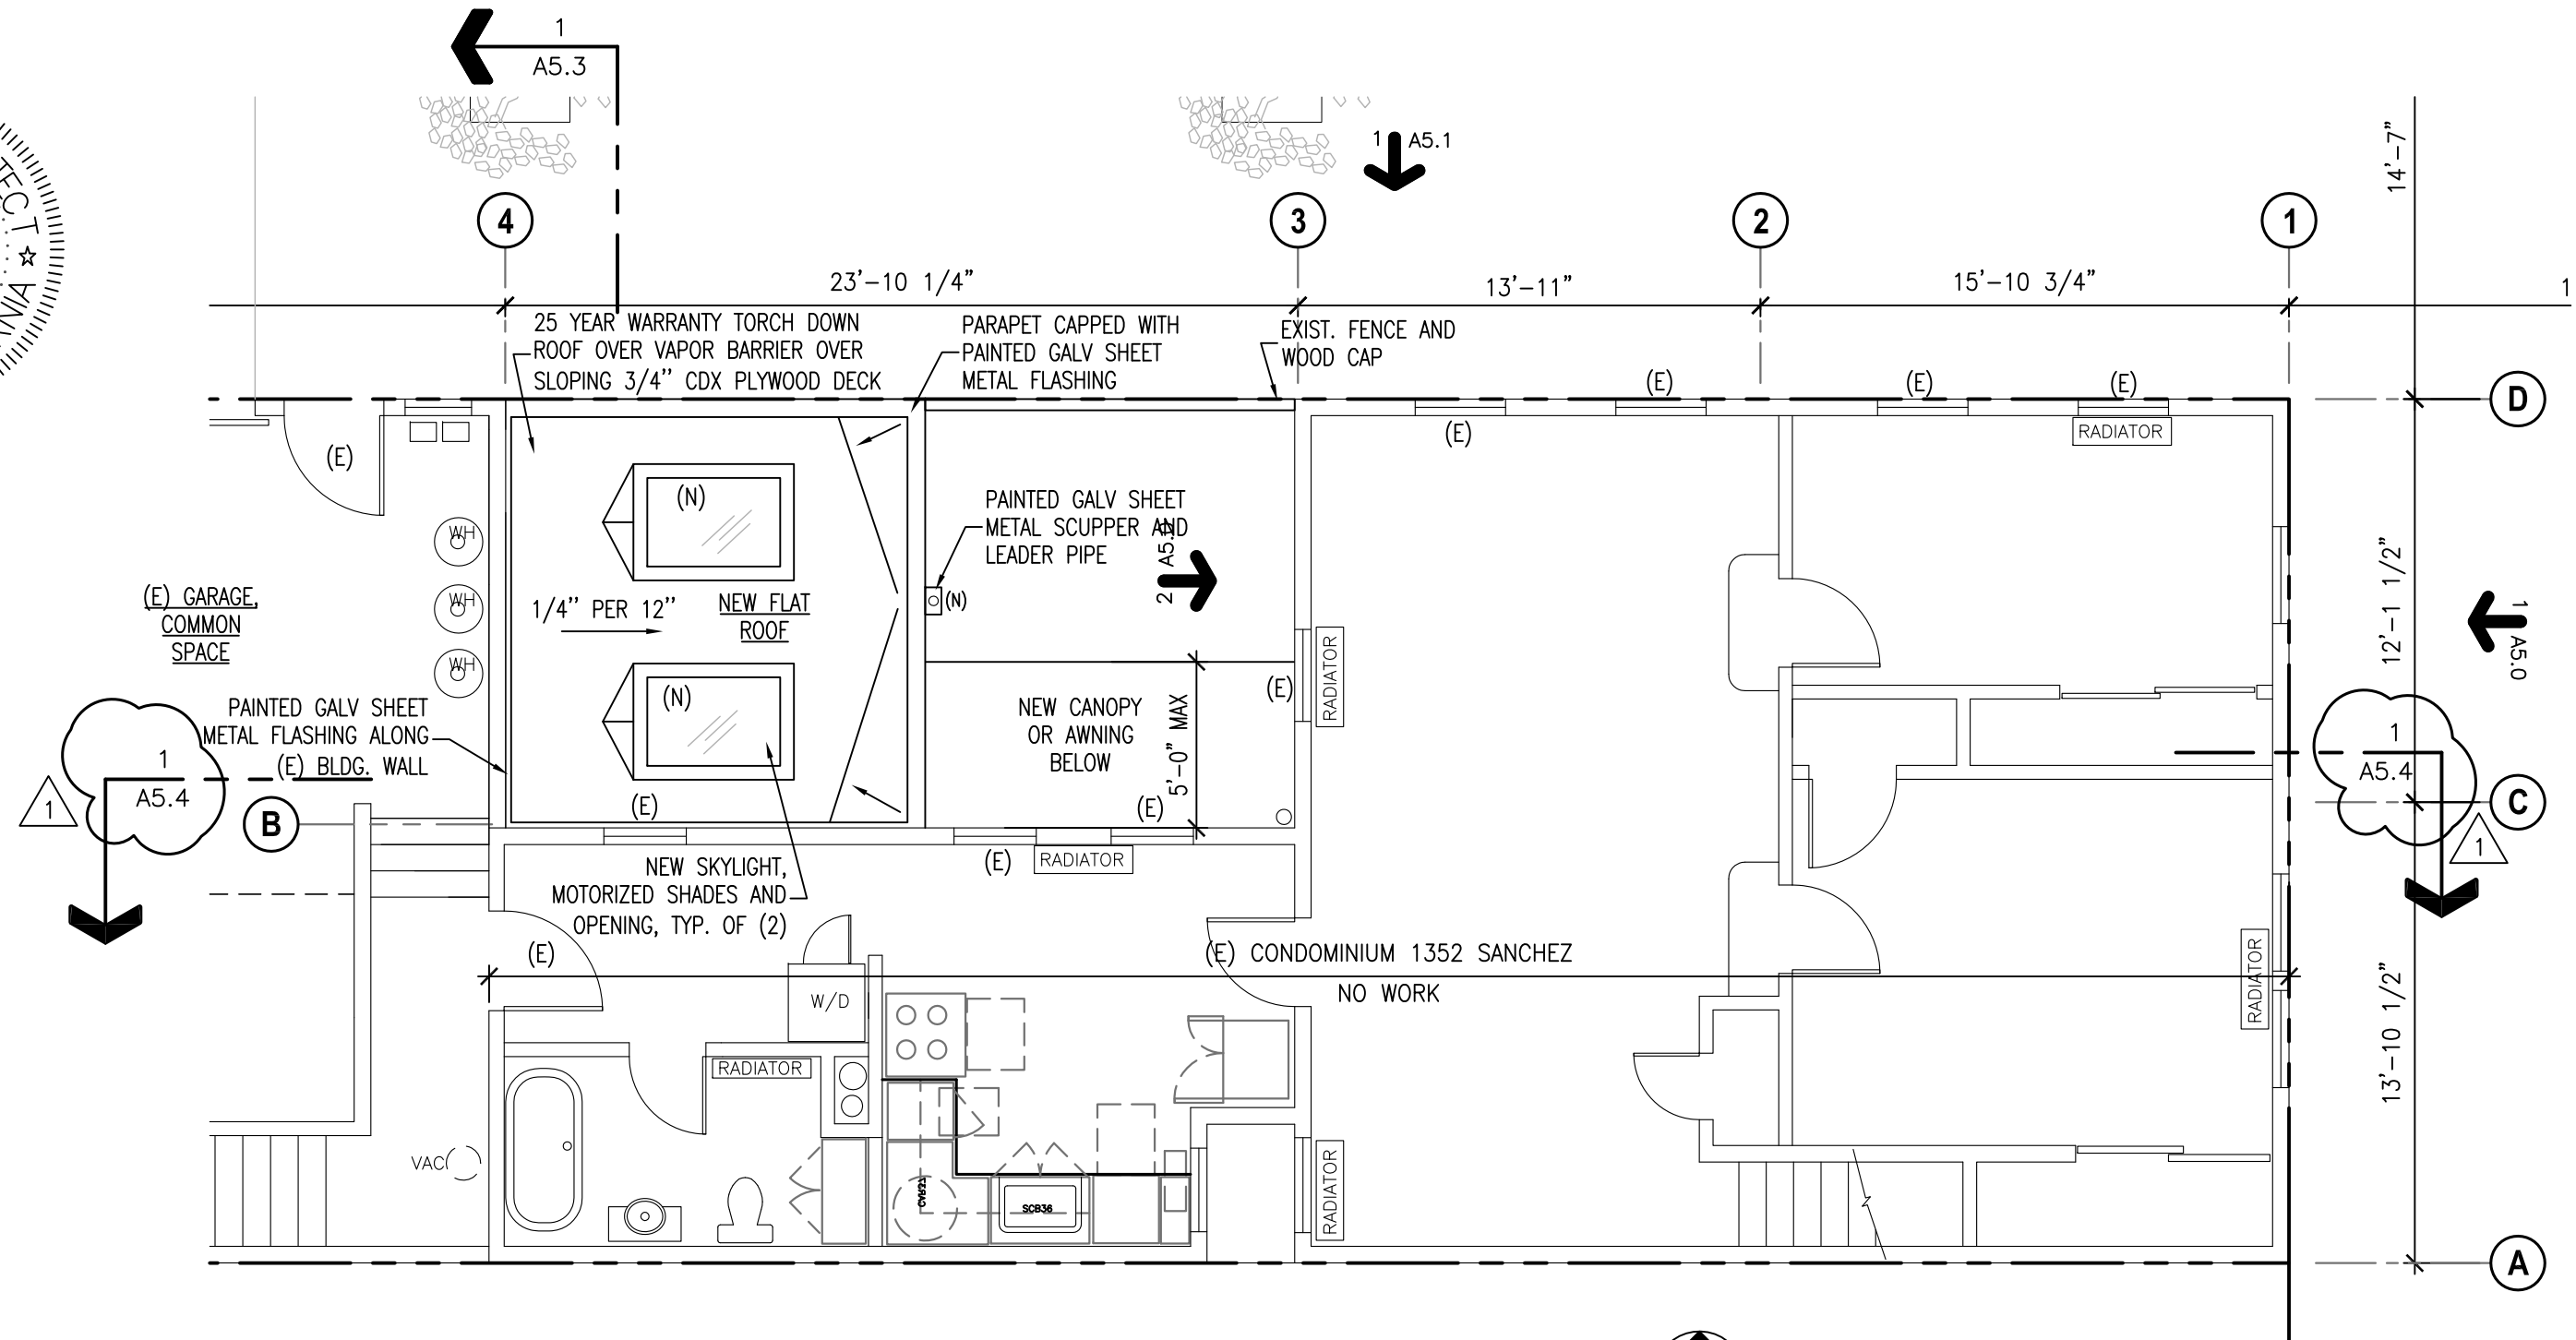 1
A5.3
TECT
1
A5.1
14'-7"
4
3
2
1
23'-10 1/4"
13'-11"
15'-10 3/4"
1
25 YEAR WARRANTY TORCH DOWN
ROOF OVER VAPOR BARRIER OVER
SLOPING 3/4" CDX PLYWOOD DECK
PARAPET CAPPED WITH
PAINTED GALV SHEET
METAL FLASHING
EXIST. FENCE AND
WOOD CAP
(E)
(E)
(E)
D
(E)
(E)
RADIATOR
WH
WH
WH
(N)
PAINTED GALV SHEET
METAL SCUPPER AND
LEADER PIPE
2
(N)
(E) GARAGE,
COMMON
SPACE
1/4" PER 12"
NEW FLAT
ROOF
12'-1 1/2"
1
A5.0
RADIATOR
PAINTED GALV SHEET
METAL FLASHING ALONG
(E) BLDG. WALL
(N)
(E)
NEW CANOPY
OR AWNING
BELOW
5'-0" MAX
1
A5.4
1
1
A5.4
1
B
C
(E)
(E)
(E)
RADIATOR
NEW SKYLIGHT,
MOTORIZED SHADES AND
OPENING, TYP. OF (2)
(E)
(E) CONDOMINIUM 1352 SANCHEZ
NO WORK
W/D
RADIATOR
13'-10 1/2"
RADIATOR
VAC
SCB36
RADIATOR
A